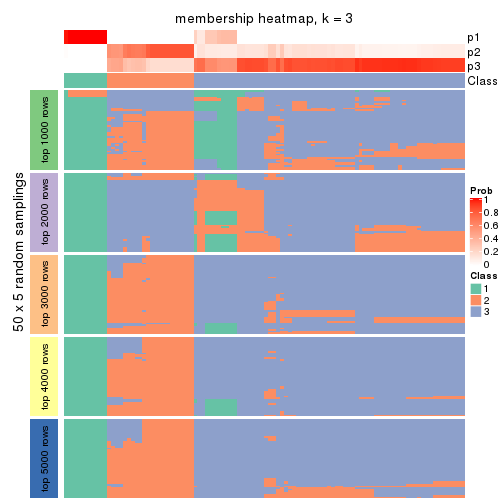 membership heatmap, k = 3
p1
p2
p3
Class
50 x 5 random samplings
top 1000 rows
top 2000 rows
top 3000 rows
top 4000 rows
top 5000 rows
Prob
1
0.8
0.6
0.4
0.2
0
Class
1
2
3